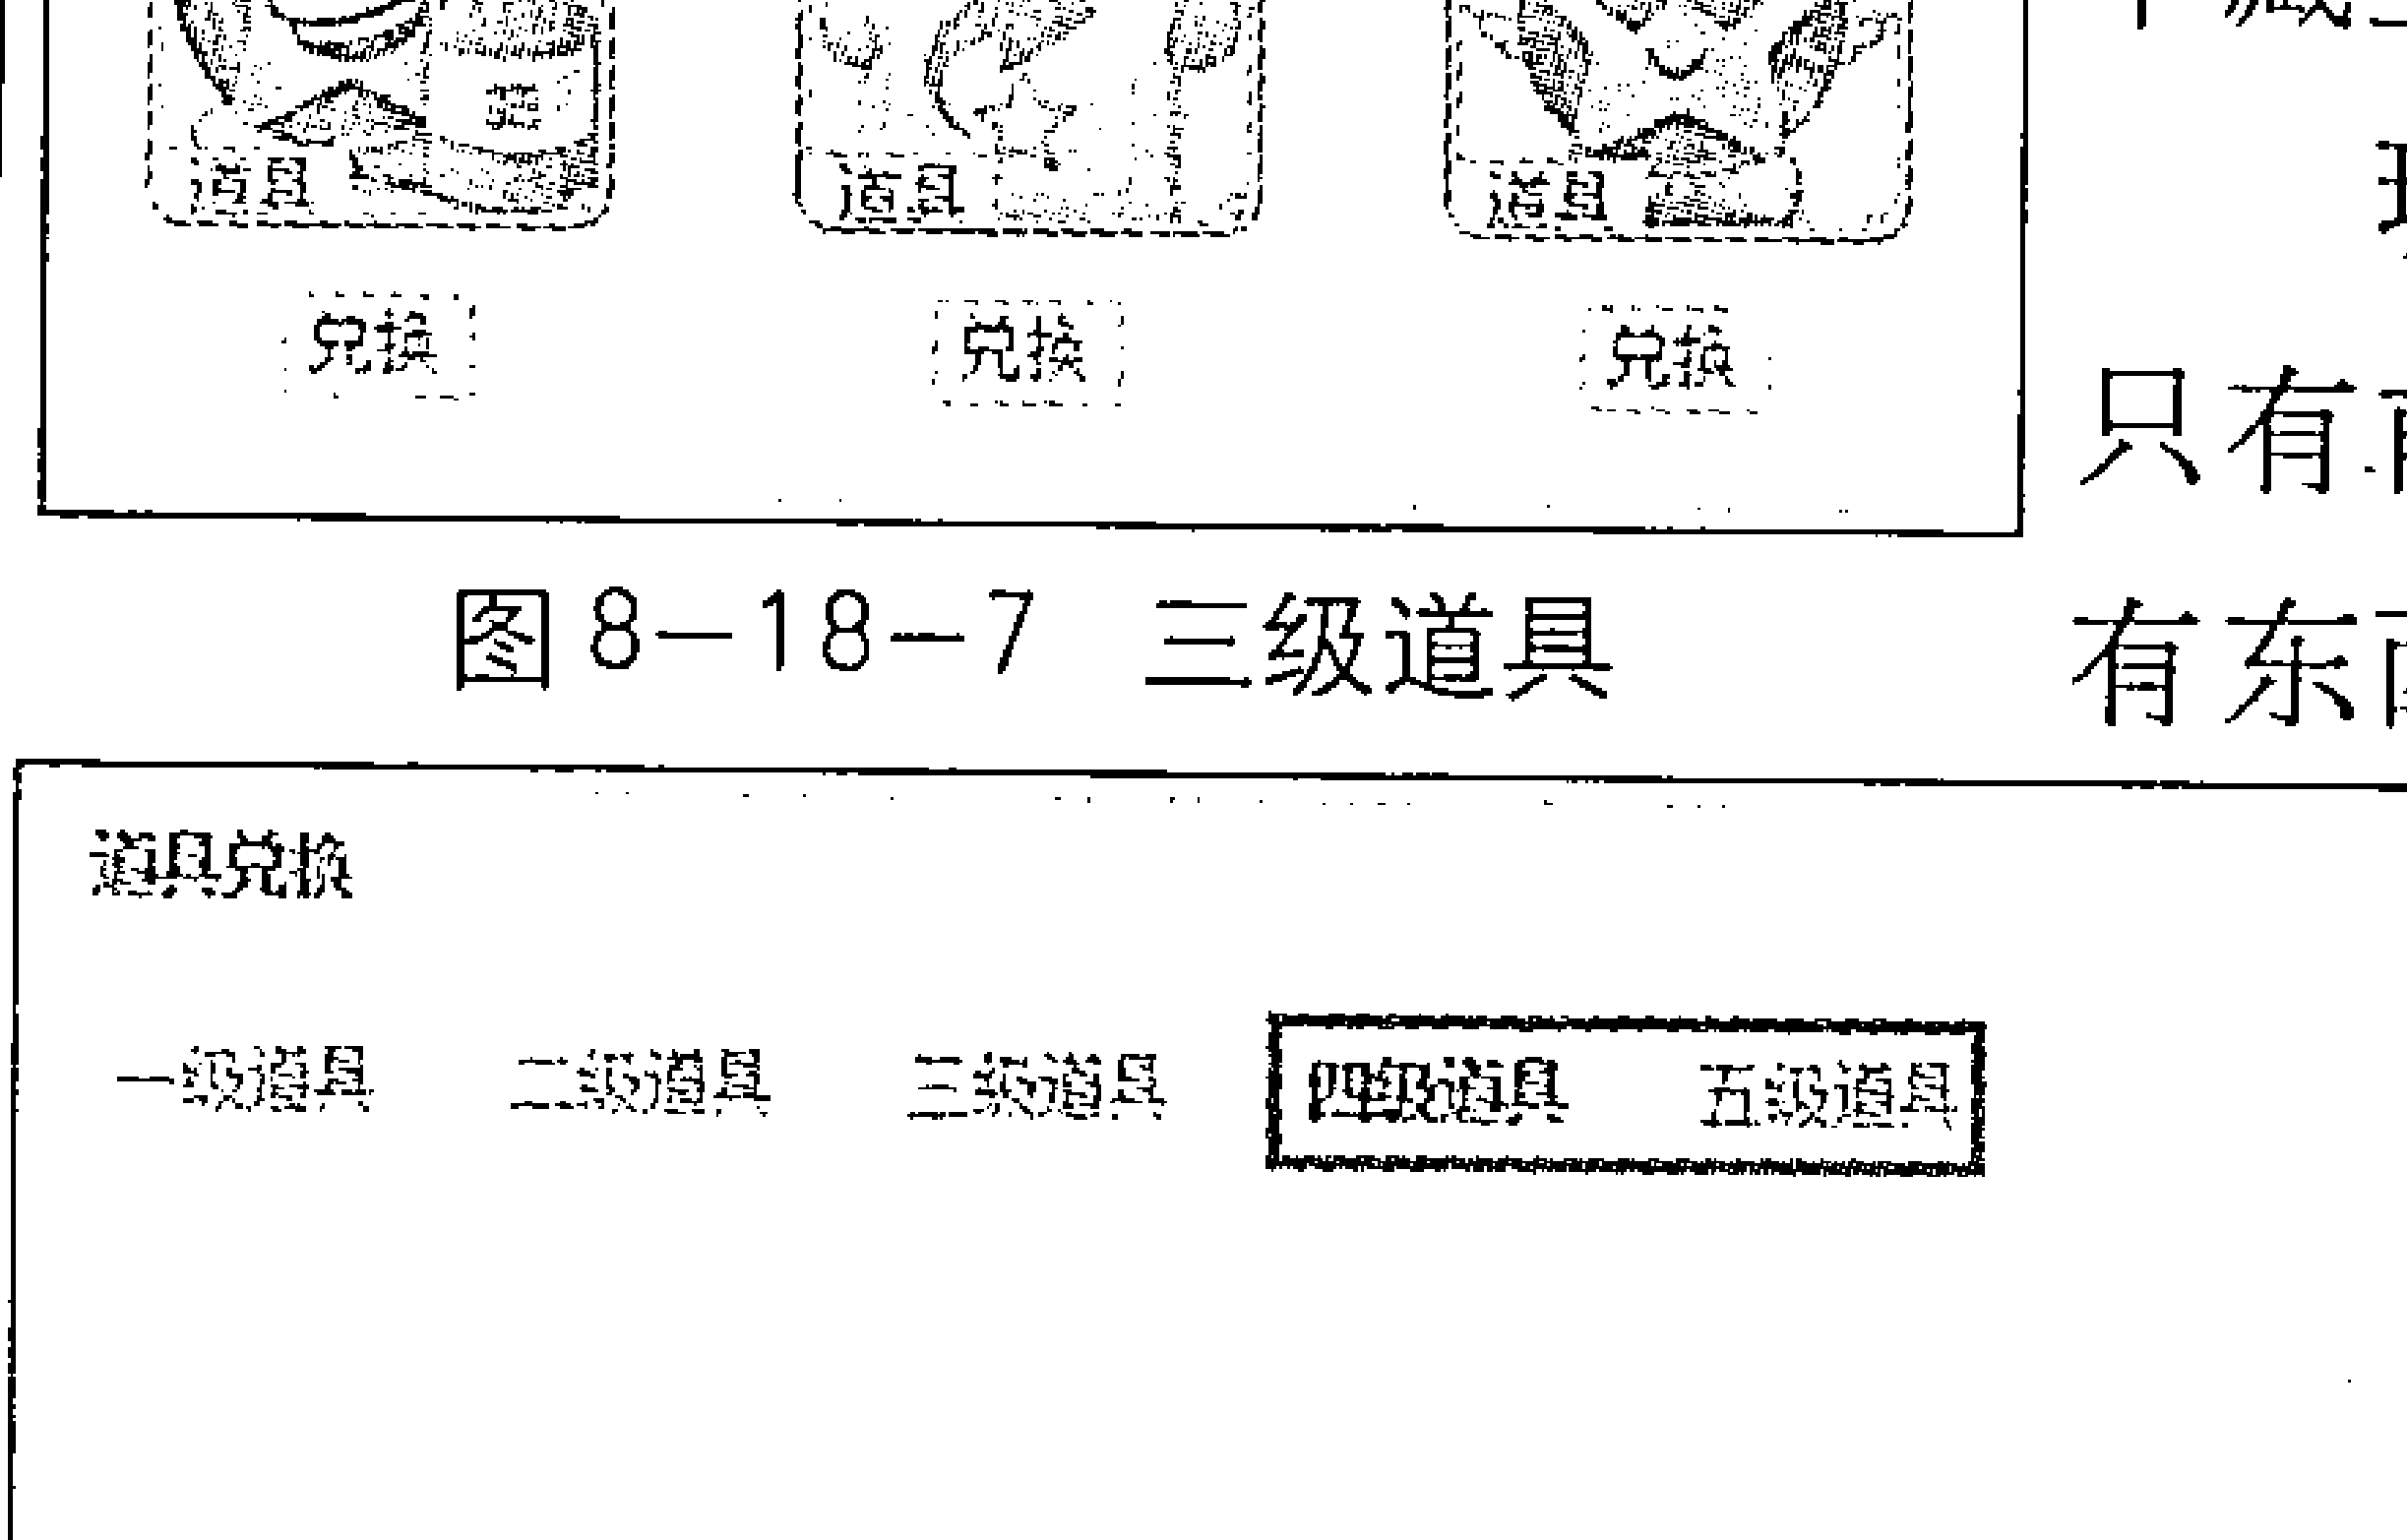 道具 道具 道具
兑换 兑换 兑换
图8-18-7 三级道具
只有
有东
道具兑换
一级道具 二级道具 三级道具 四级道具 五级道具